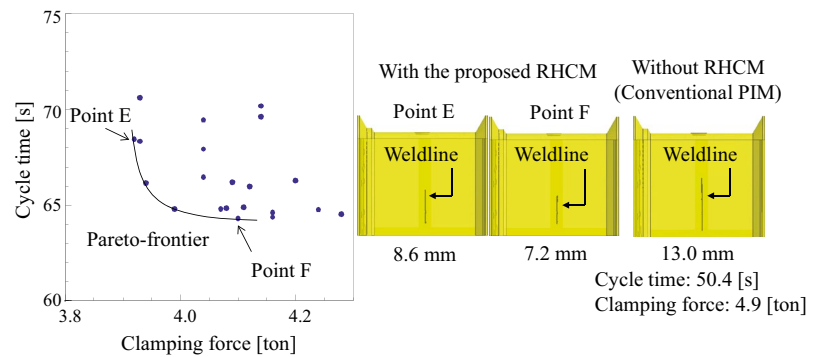 75
70
65
60
Cycle time [s]
Point E
Pareto-frontier
Point F
3.8
4.0
4.2
Clamping force [ton]
With the proposed RHCM
Point E
Point F
Without RHCM
(Conventional PIM)
Weldline
Weldline
Weldline
8.6 mm
7.2 mm
13.0 mm
Cycle time: 50.4 [s]
Clamping force: 4.9 [ton]